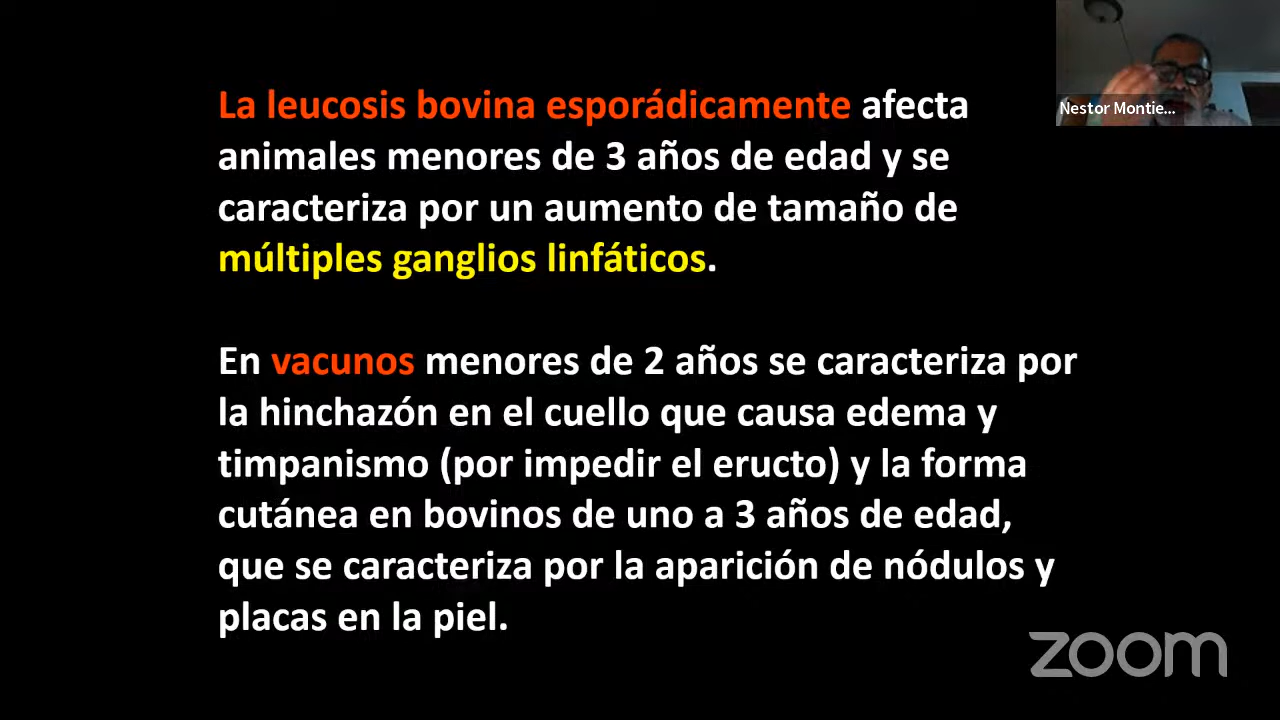 La leucosis bovina esporádicamente afecta
animales menores de 3 años de edad y se
caracteriza por un aumento de tamaño de
múltiples ganglios linfáticos.
En vacunos menores de 2 años se caracteriza por
la hinchazón en el cuello que causa edema y
timpanismo (por impedir el eructo) y la forma
cutánea en bovinos de uno a 3 años de edad,
que se caracteriza por la aparición de nódulos y
placas en la piel.
Nestor Montie...
zoom